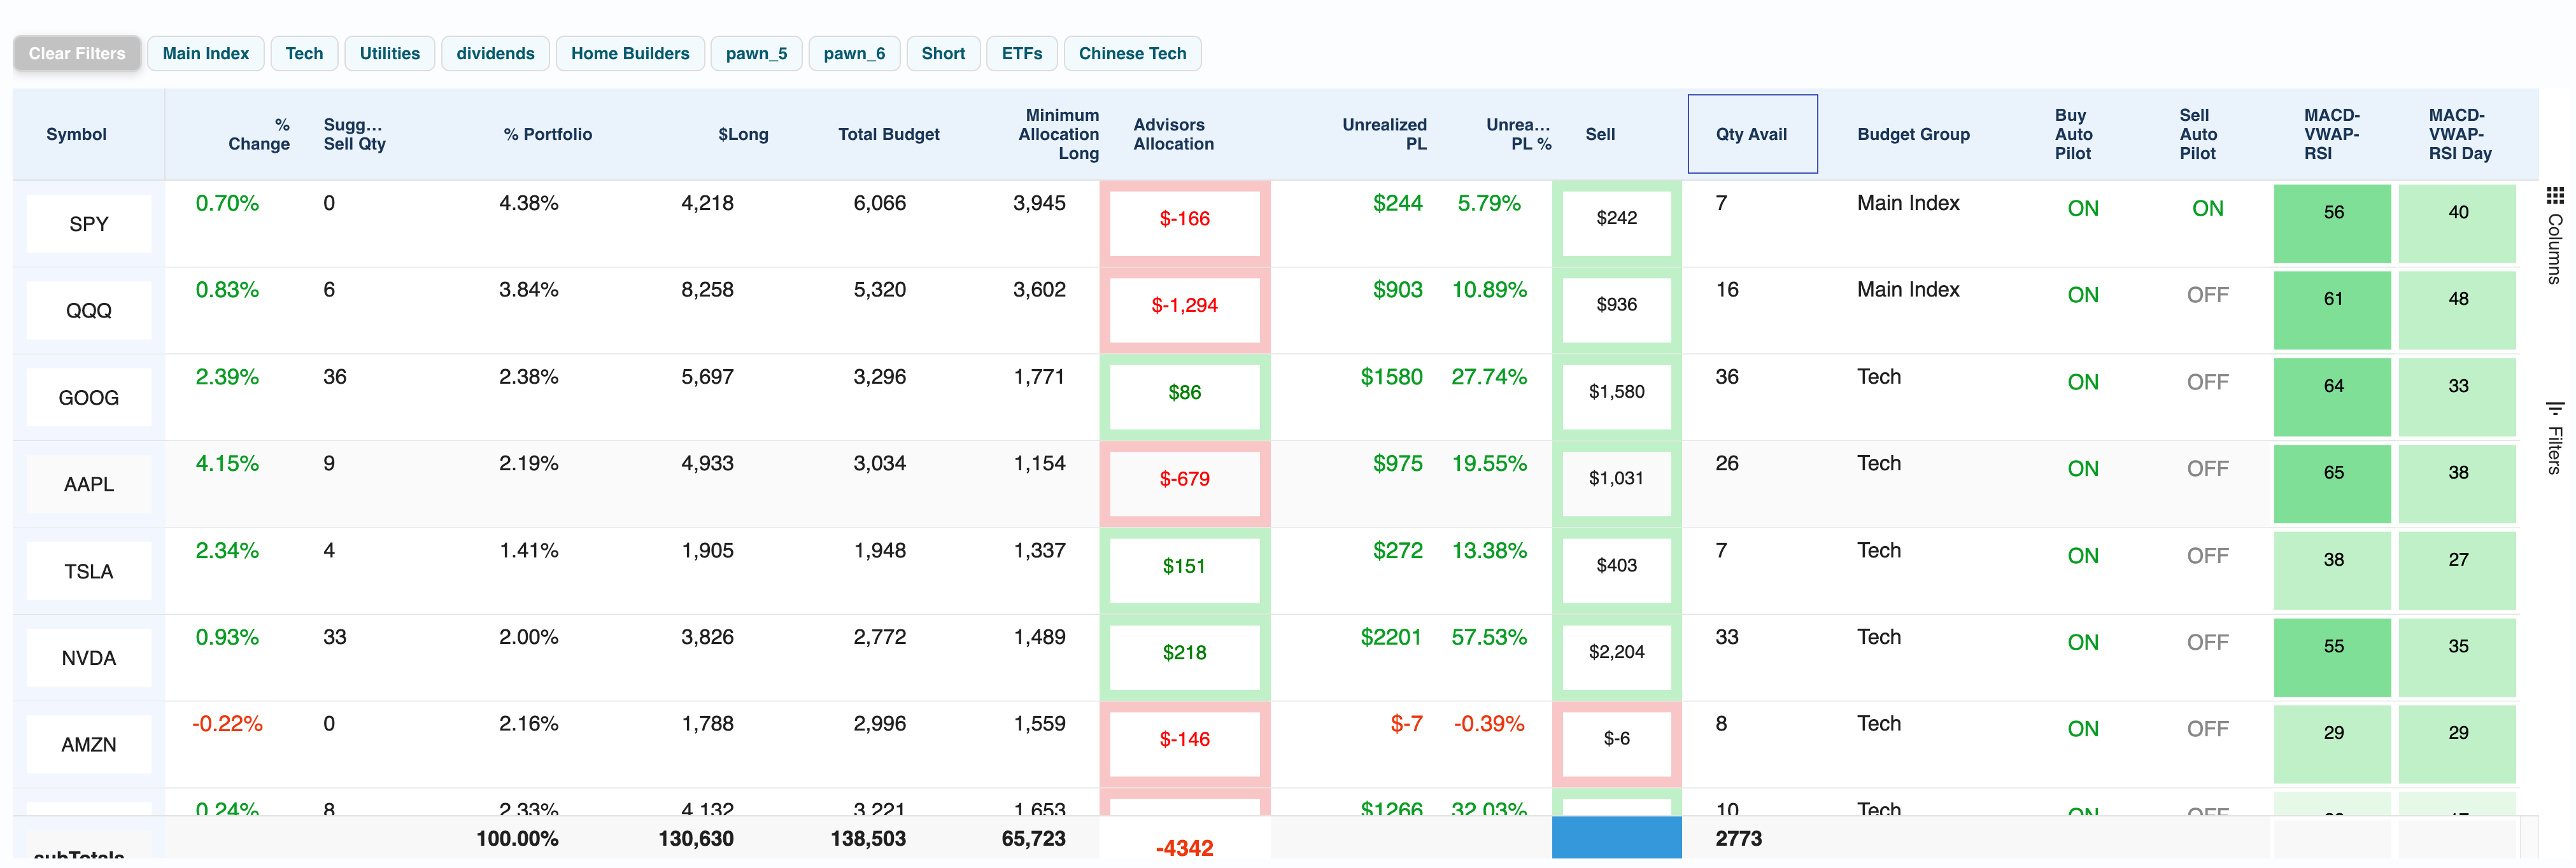 Clear Filters Main Index Tech Utilities dividends Home Builders pawn_5 pawn_6 Short ETFs Chinese Tech
Symbol % Change Sugg... Sell Qty % Portfolio $Long Total Budget Minimum Allocation Long Advisors Allocation Unrealized PL Unrea... PL % Sell Qty Avail Budget Group Buy Auto Pilot Sell Auto Pilot MACD-VWAP-RSI MACD-VWAP-RSI Day
SPY 0.70% 0 4.38% 4,218 6,066 3,945 $-166 $244 5.79% $242 7 Main Index ON ON 56 40
QQQ 0.83% 6 3.84% 8,258 5,320 3,602 $-1,294 $903 10.89% $936 16 Main Index ON OFF 61 48
GOOG 2.39% 36 2.38% 5,697 3,296 1,771 $86 $1580 27.74% $1,580 36 Tech ON OFF 64 33
AAPL 4.15% 9 2.19% 4,933 3,034 1,154 $-679 $975 19.55% $1,031 26 Tech ON OFF 65 38
TSLA 2.34% 4 1.41% 1,905 1,948 1,337 $151 $272 13.38% $403 7 Tech ON OFF 38 27
NVDA 0.93% 33 2.00% 3,826 2,772 1,489 $218 $2201 57.53% $2,204 33 Tech ON OFF 55 35
AMZN -0.22% 0 2.16% 1,788 2,996 1,559 $-146 $-7 -0.39% $-6 8 Tech ON OFF 29 29
0.24% 8 2.33% 4,132 3,221 1,653 $1266 32.03% 10 Tech ON OFF
subTotals 100.00% 130,630 138,503 65,723 -4342 2773
Columns
Filters